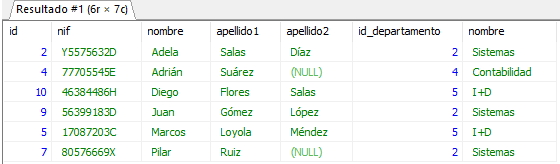 Resultado #1 (6r × 7c)
id nif nombre apellido1 apellido2 id_departamento nombre
2 Y5575632D Adela Salas Díaz 2 Sistemas
4 77705545E Adrián Suárez (NULL) 4 Contabilidad
10 46384486H Diego Flores Salas 5 I+D
9 56399183D Juan Gómez López 2 Sistemas
5 17087203C Marcos Loyola Méndez 5 I+D
7 80576669X Pilar Ruiz (NULL) 2 Sistemas